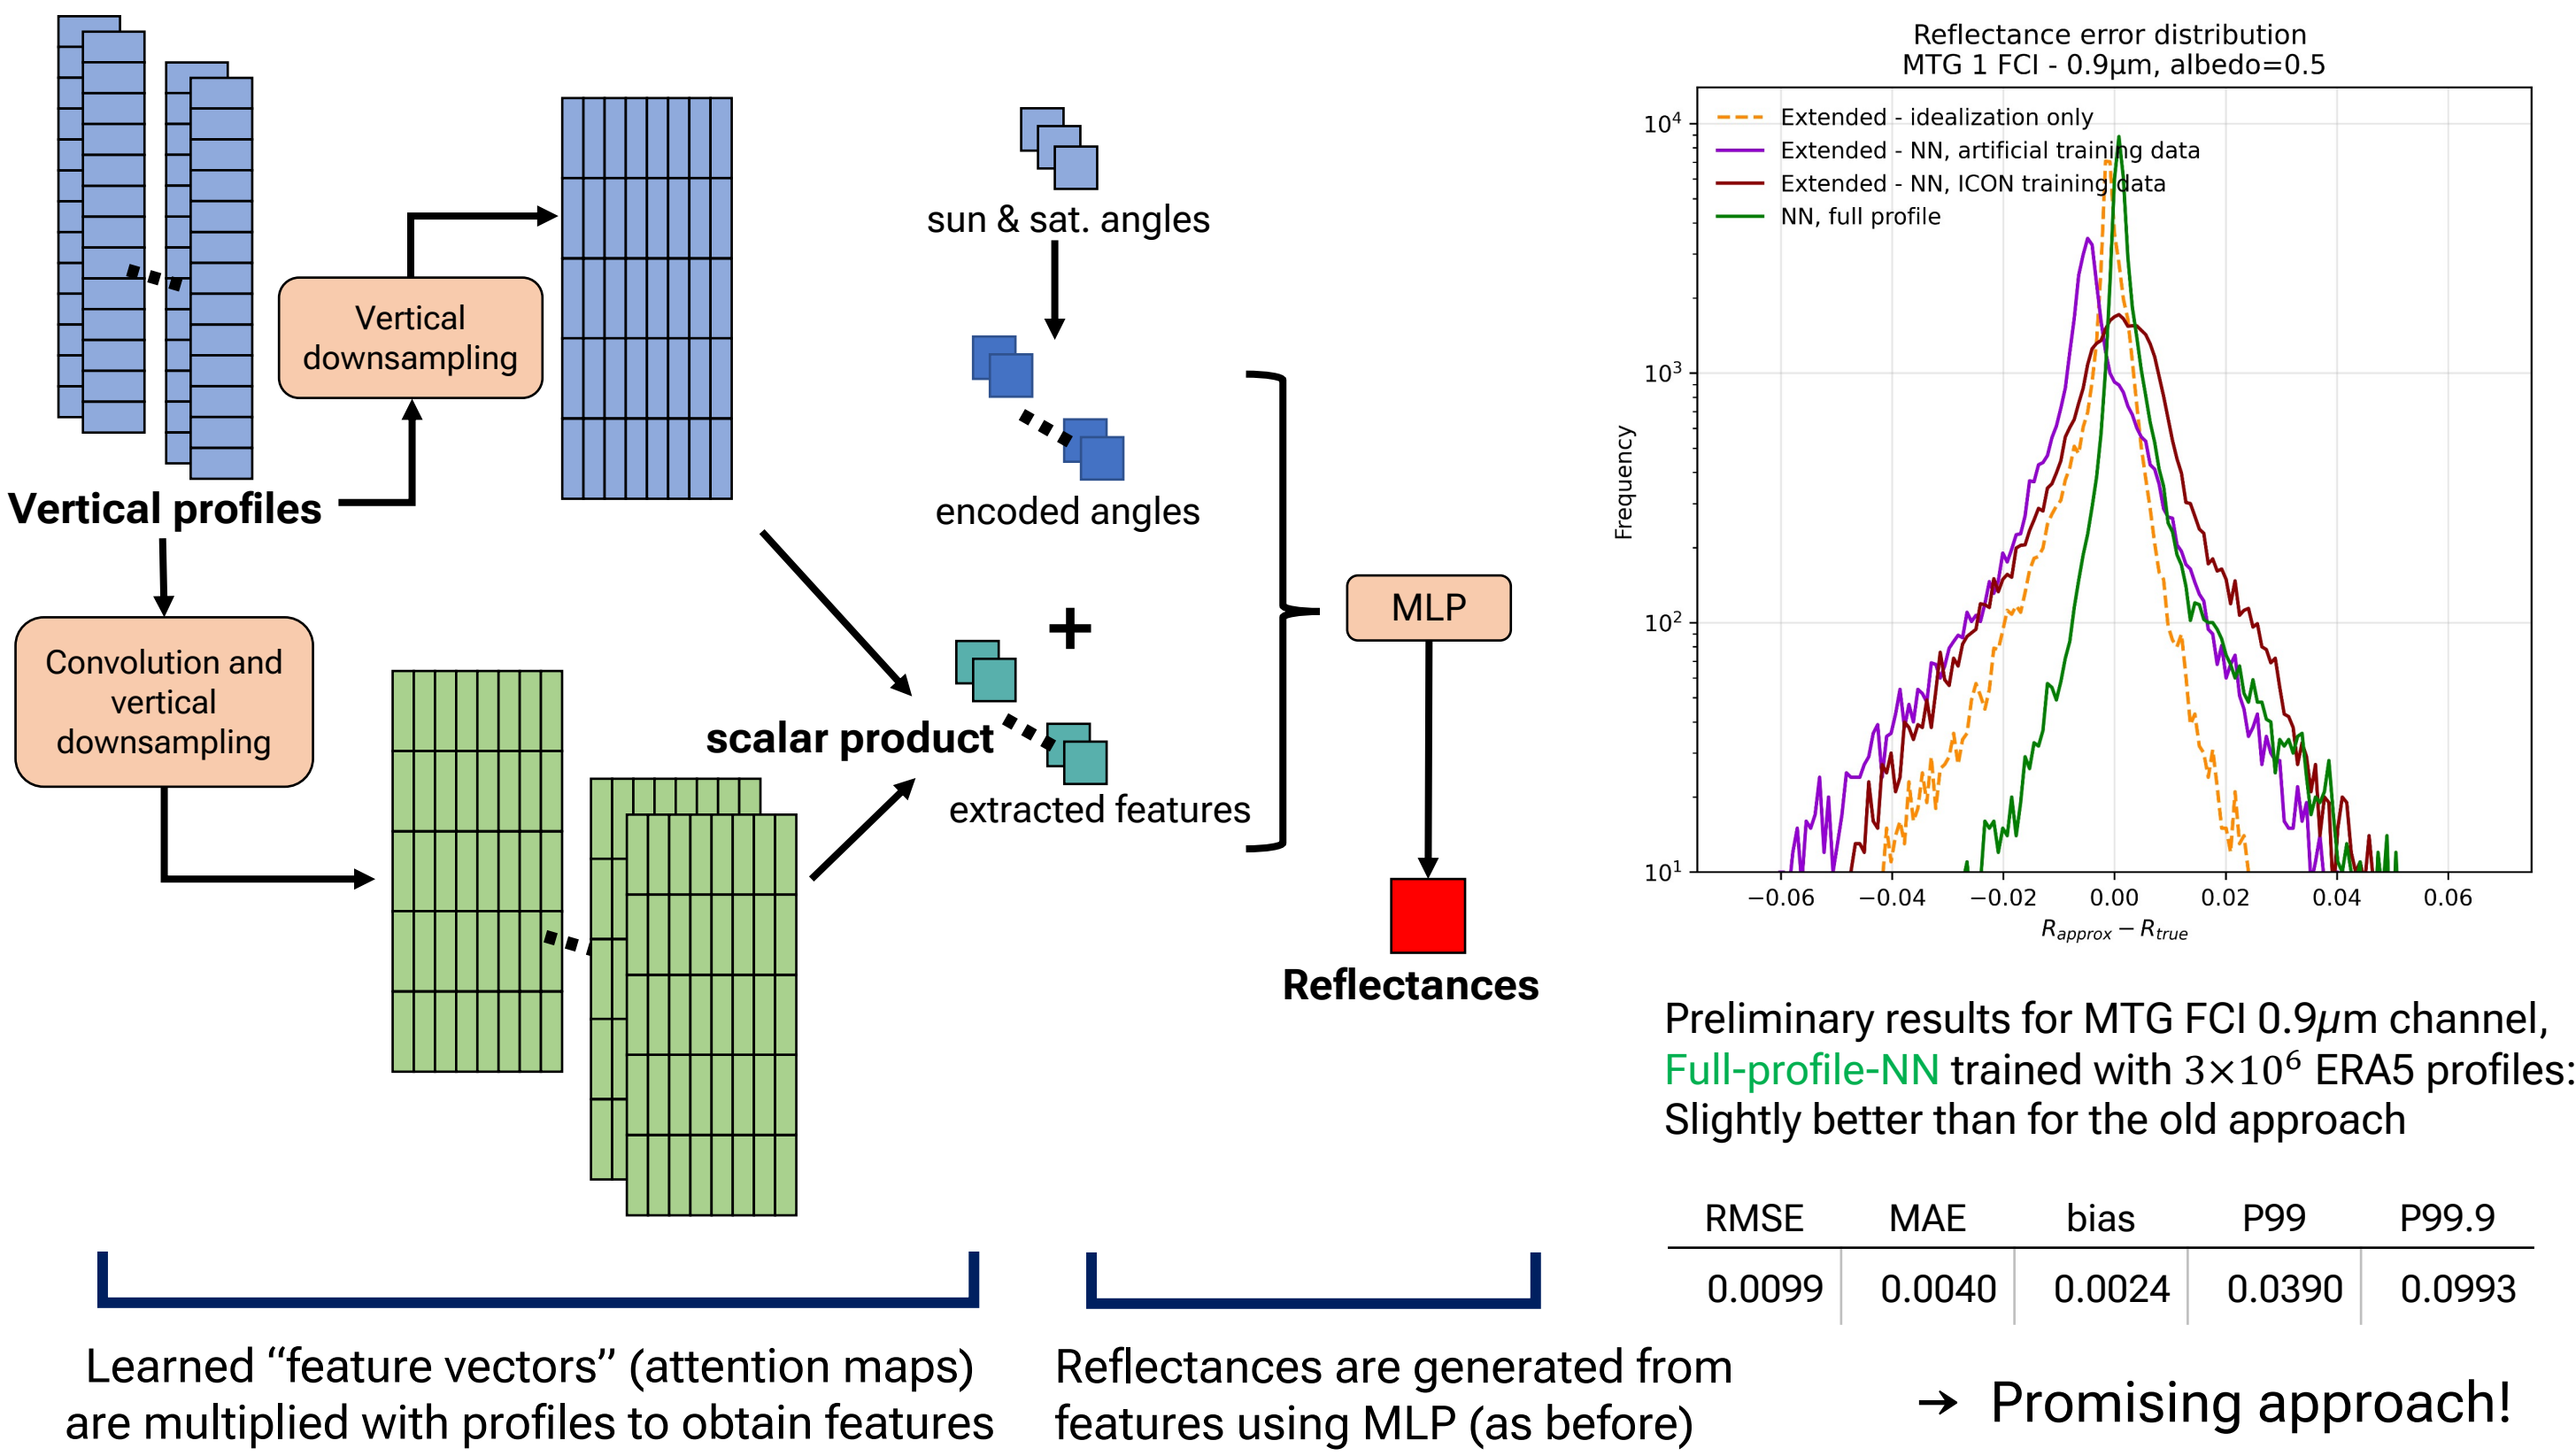 Vertical profiles
Vertical
downsampling
Convolution and
vertical
downsampling
sun & sat. angles
encoded angles
+
scalar product
extracted features
MLP
Reflectances
Learned “feature vectors” (attention maps)
are multiplied with profiles to obtain features
Reflectances are generated from
features using MLP (as before)
Reflectance error distribution
MTG 1 FCI - 0.9μm, albedo=0.5
Extended - idealization only
Extended - NN, artificial training data
Extended - NN, ICON training data
NN, full profile
Frequency
10⁴
10³
10²
10¹
−0.06 −0.04 −0.02 0.00 0.02 0.04 0.06
R_approx − R_true
Preliminary results for MTG FCI 0.9μm channel,
Full-profile-NN trained with 3×10⁶ ERA5 profiles:
Slightly better than for the old approach
RMSE MAE bias P99 P99.9
0.0099 0.0040 0.0024 0.0390 0.0993
→ Promising approach!